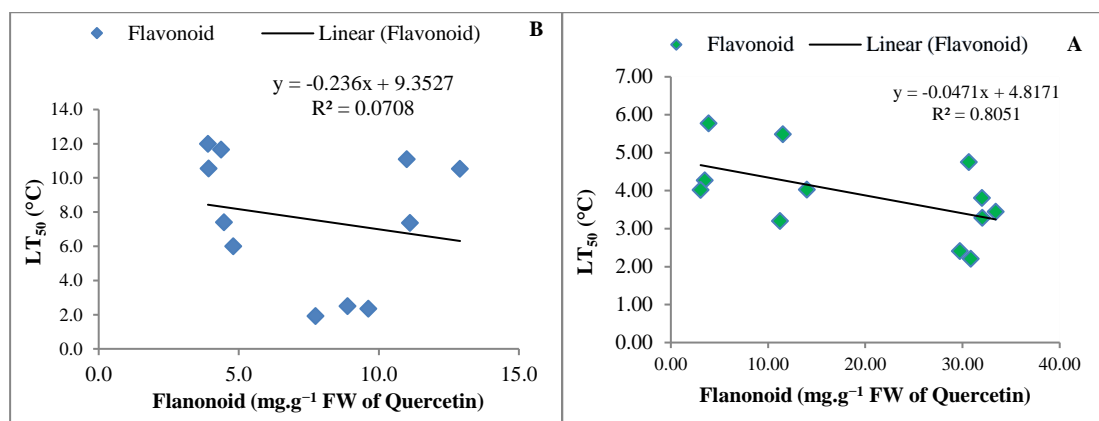 Flavonoid Linear (Flavonoid) B
y = -0.236x + 9.3527
R² = 0.0708
LT₅₀ (°C)
14.0
12.0
10.0
8.0
6.0
4.0
2.0
0.0
0.0 5.0 10.0 15.0
Flanonoid (mg.g⁻¹ FW of Quercetin)
Flavonoid Linear (Flavonoid) A
y = -0.0471x + 4.8171
R² = 0.8051
LT₅₀ (°C)
7.00
6.00
5.00
4.00
3.00
2.00
1.00
0.00
0.00 10.00 20.00 30.00 40.00
Flanonoid (mg.g⁻¹ FW of Quercetin)